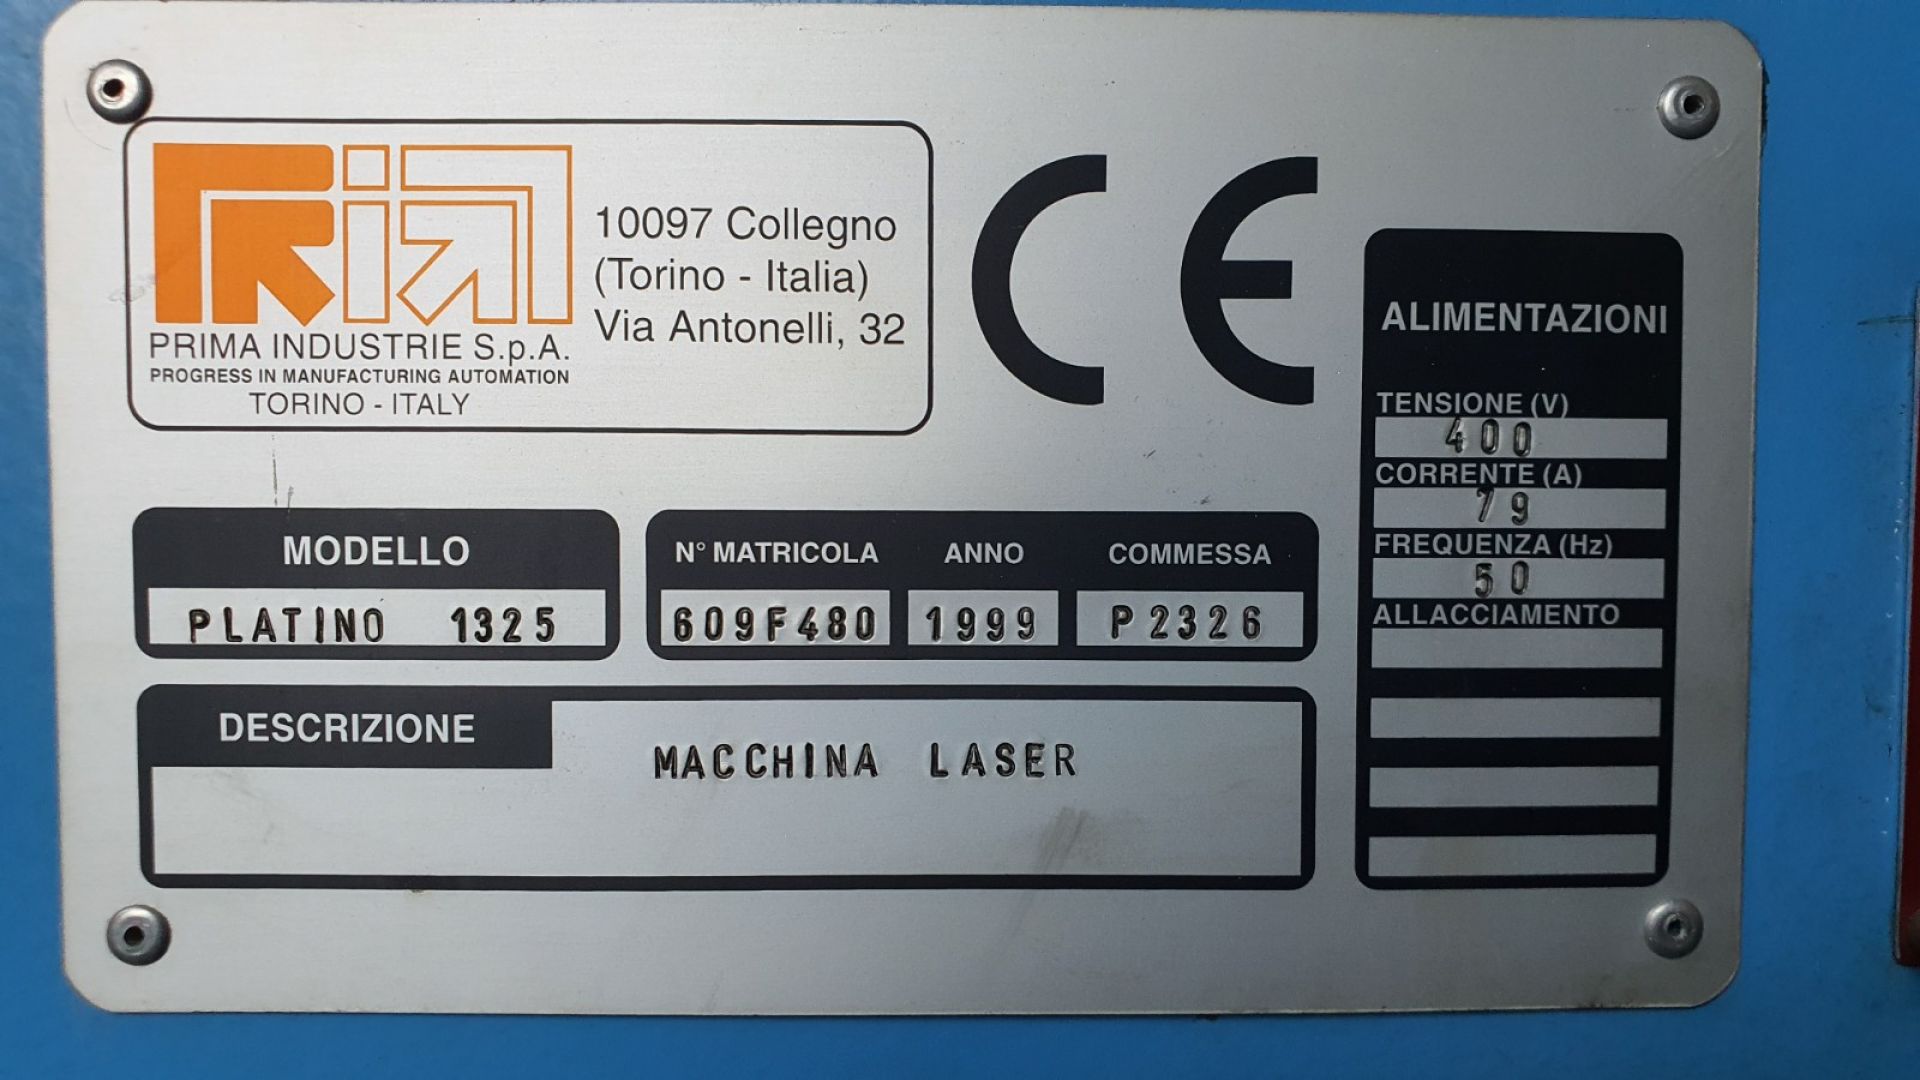 PRIMA INDUSTRIE S.p.A.
PROGRESS IN MANUFACTURING AUTOMATION
TORINO - ITALY
10097 Collegno
(Torino - Italia)
Via Antonelli, 32
CE
MODELLO
PLATINO 1325
N° MATRICOLA ANNO COMMESSA
609F480 1999 P2326
DESCRIZIONE
MACCHINA LASER
ALIMENTAZIONI
TENSIONE (V)
400
CORRENTE (A)
79
FREQUENZA (Hz)
50
ALLACCIAMENTO